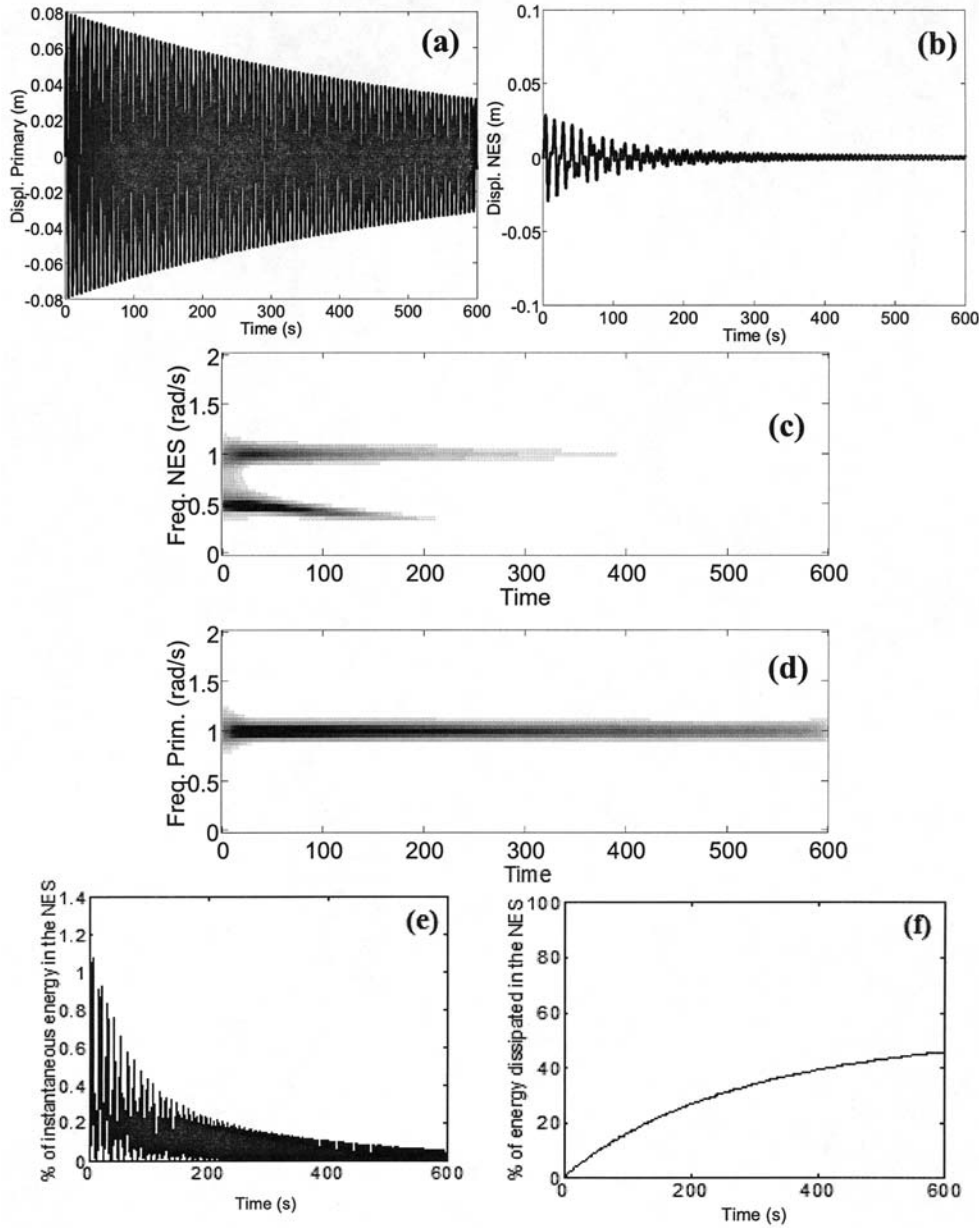 0.08
0.06
0.04
0.02
0
-0.02
-0.04
-0.06
-0.08
Displ. Primary (m)
(a)
0 100 200 300 400 500 600
Time (s)
0.1
0.05
0
-0.05
-0.1
Displ. NES (m)
(b)
0 100 200 300 400 500 600
Time (s)
2
1.5
1
0.5
0
Freq. NES (rad/s)
(c)
0 100 200 300 400 500 600
Time
2
1.5
1
0.5
0
Freq. Prim. (rad/s)
(d)
0 100 200 300 400 500 600
Time
1.4
1.2
1
0.8
0.6
0.4
0.2
0
% of instantaneous energy in the NES
(e)
0 200 400 600
Time (s)
100
80
60
40
20
0
% of energy dissipated in the NES
(f)
0 200 400 600
Time (s)